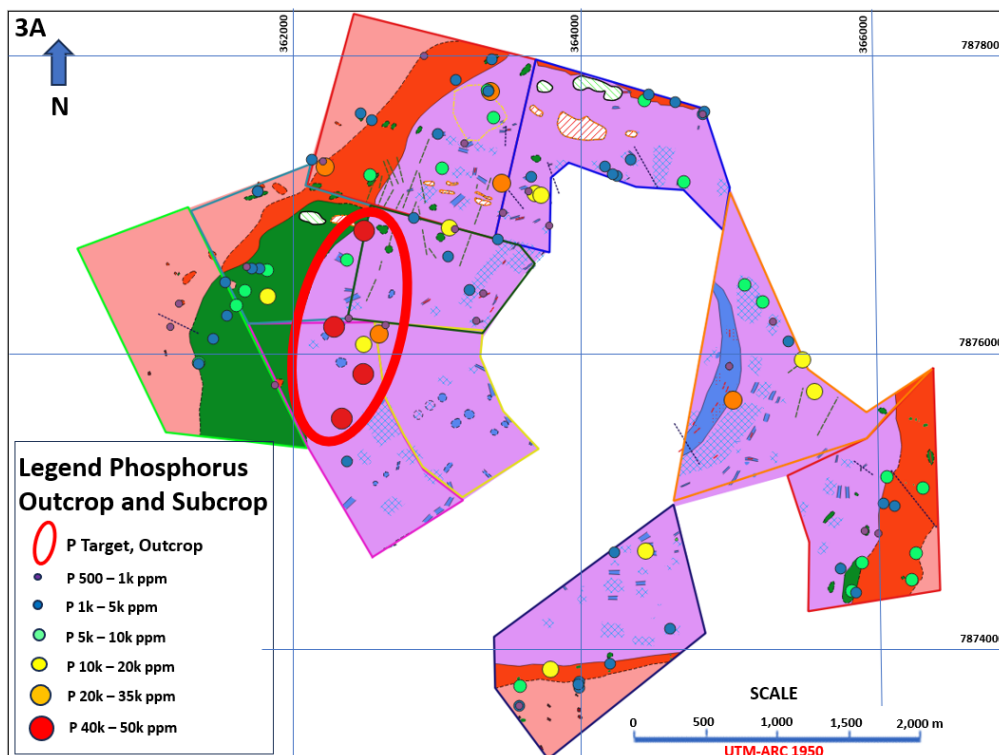 3A
362000
364000
366000
787800
N
7876000
787400
Legend Phosphorus
Outcrop and Subcrop
P Target, Outcrop
P 500 – 1k ppm
P 1k – 5k ppm
P 5k – 10k ppm
P 10k – 20k ppm
P 20k – 35k ppm
P 40k – 50k ppm
SCALE
0 500 1,000 1,500 2,000 m
UTM-ARC 1950